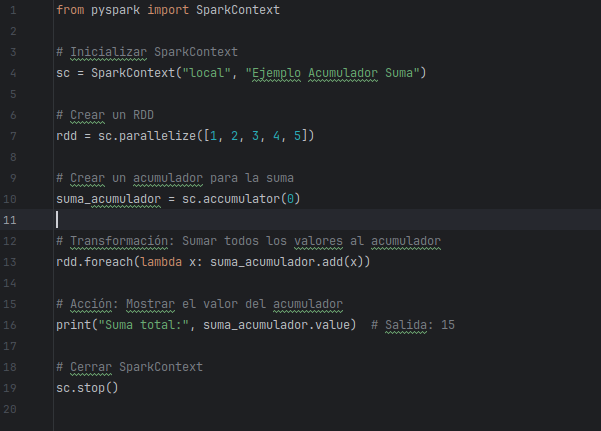 1 from pyspark import SparkContext
2
3 # Inicializar SparkContext
4 sc = SparkContext("local", "Ejemplo Acumulador Suma")
5
6 # Crear un RDD
7 rdd = sc.parallelize([1, 2, 3, 4, 5])
8
9 # Crear un acumulador para la suma
10 suma_acumulador = sc.accumulator(0)
11
12 # Transformación: Sumar todos los valores al acumulador
13 rdd.foreach(lambda x: suma_acumulador.add(x))
14
15 # Acción: Mostrar el valor del acumulador
16 print("Suma total:", suma_acumulador.value)  # Salida: 15
17
18 # Cerrar SparkContext
19 sc.stop()
20